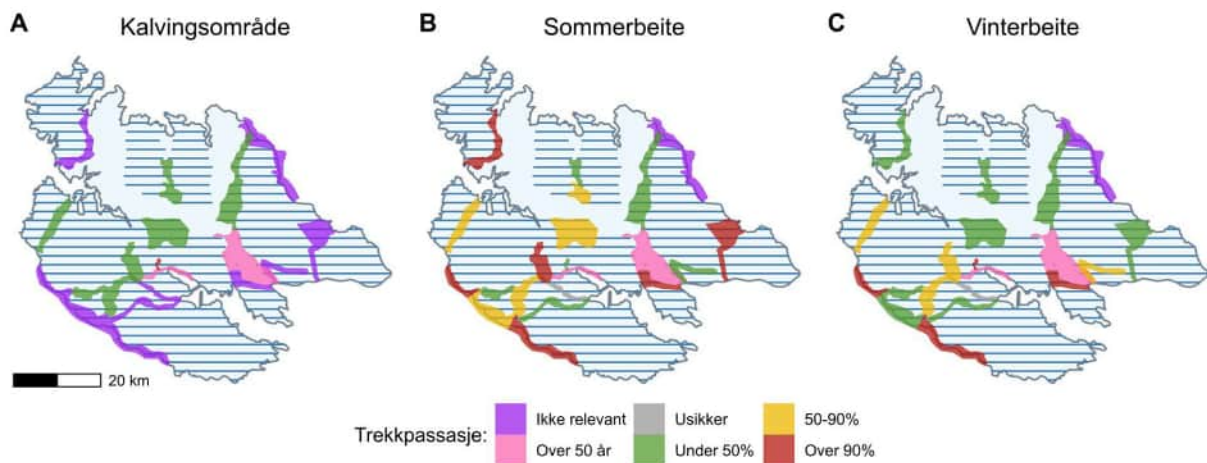 A Kalvingsområde
B Sommerbeite
C Vinterbeite
20 km
Trekkpassasje:
Ikke relevant
Usikker
50-90%
Over 50 år
Under 50%
Over 90%